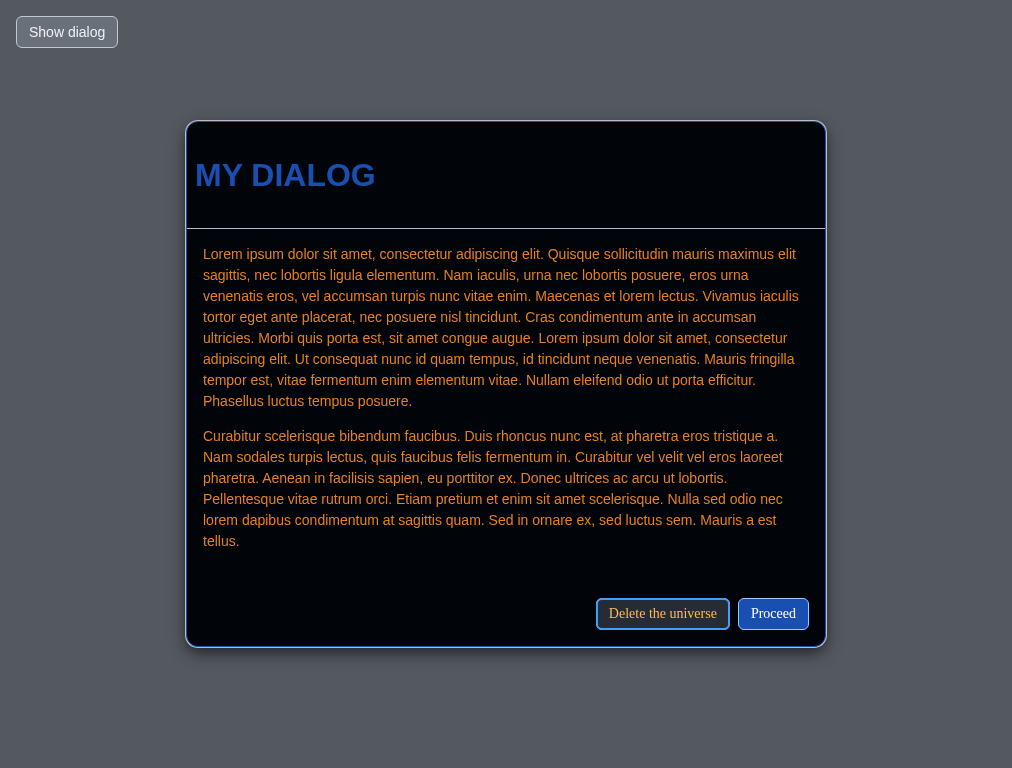 Show dialog
MY DIALOG
Lorem ipsum dolor sit amet, consectetur adipiscing elit. Quisque sollicitudin mauris maximus elit
sagittis, nec lobortis ligula elementum. Nam iaculis, urna nec lobortis posuere, eros urna
venenatis eros, vel accumsan turpis nunc vitae enim. Maecenas et lorem lectus. Vivamus iaculis
tortor eget ante placerat, nec posuere nisl tincidunt. Cras condimentum ante in accumsan
ultricies. Morbi quis porta est, sit amet congue augue. Lorem ipsum dolor sit amet, consectetur
adipiscing elit. Ut consequat nunc id quam tempus, id tincidunt neque venenatis. Mauris fringilla
tempor est, vitae fermentum enim elementum vitae. Nullam eleifend odio ut porta efficitur.
Phasellus luctus tempus posuere.
Curabitur scelerisque bibendum faucibus. Duis rhoncus nunc est, at pharetra eros tristique a.
Nam sodales turpis lectus, quis faucibus felis fermentum in. Curabitur vel velit vel eros laoreet
pharetra. Aenean in facilisis sapien, eu porttitor ex. Donec ultrices ac arcu ut lobortis.
Pellentesque vitae rutrum orci. Etiam pretium et enim sit amet scelerisque. Nulla sed odio nec
lorem dapibus condimentum at sagittis quam. Sed in ornare ex, sed luctus sem. Mauris a est
tellus.
Delete the universe
Proceed